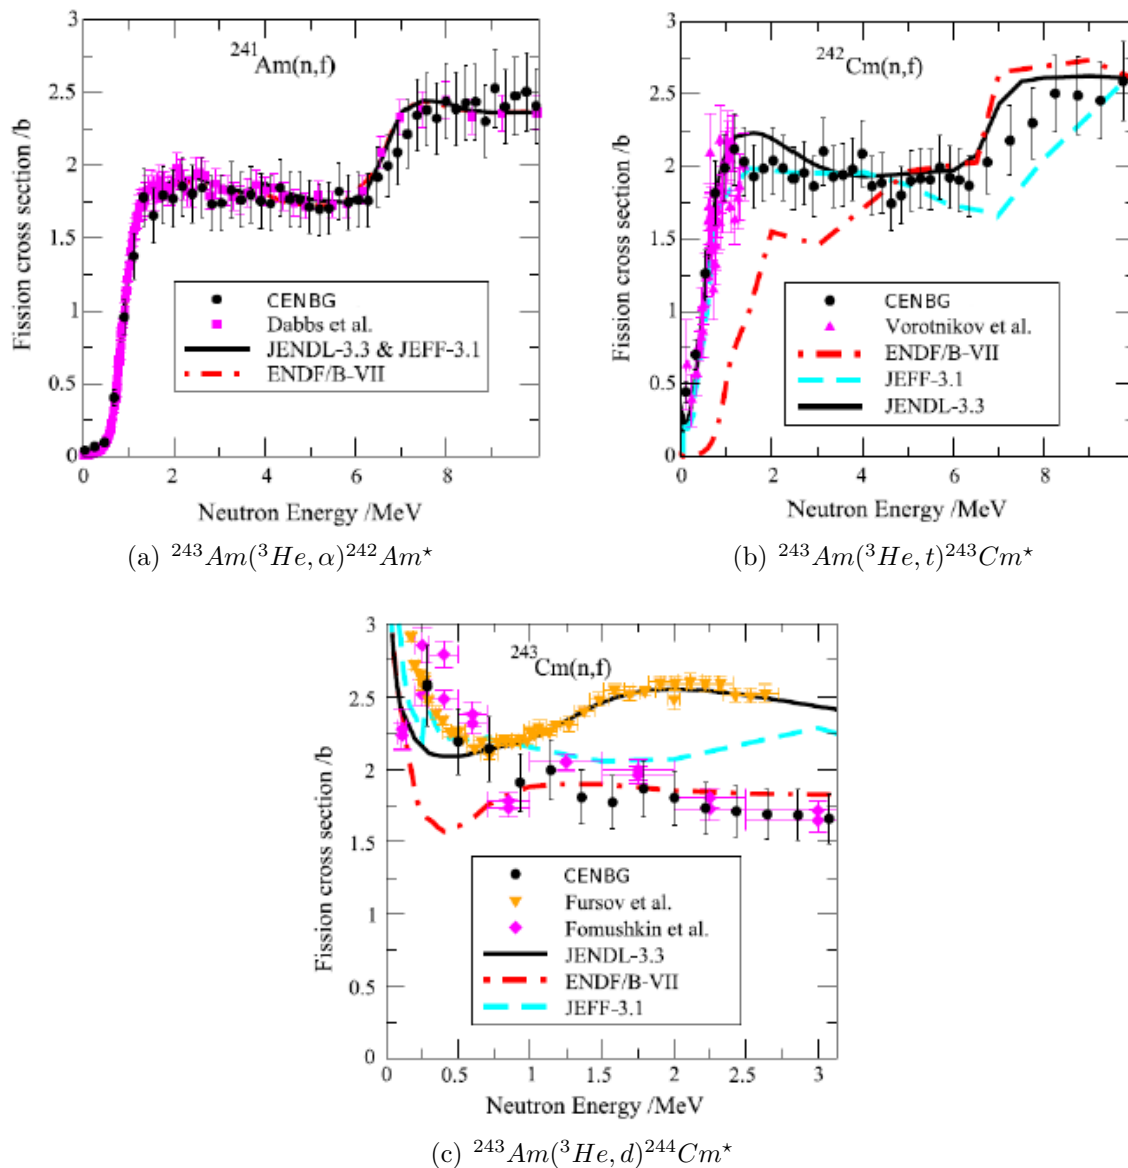 3
2.5
2
1.5
1
0.5
0
0 2 4 6 8
Fission cross section /b
Neutron Energy /MeV
²⁴¹Am(n,f)
CENBG
Dabbs et al.
JENDL-3.3 & JEFF-3.1
ENDF/B-VII
(a) ²⁴³Am(³He, α)²⁴²Am⋆
3
2.5
2
1.5
1
0.5
0
0 2 4 6 8
Fission cross section /b
Neutron Energy /MeV
²⁴²Cm(n,f)
CENBG
Vorotnikov et al.
ENDF/B-VII
JEFF-3.1
JENDL-3.3
(b) ²⁴³Am(³He, t)²⁴³Cm⋆
3
2.5
2
1.5
1
0.5
0
0 0.5 1 1.5 2 2.5 3
Fission cross section /b
Neutron Energy /MeV
²⁴³Cm(n,f)
CENBG
Fursov et al.
Fomushkin et al.
JENDL-3.3
ENDF/B-VII
JEFF-3.1
(c) ²⁴³Am(³He, d)²⁴⁴Cm⋆